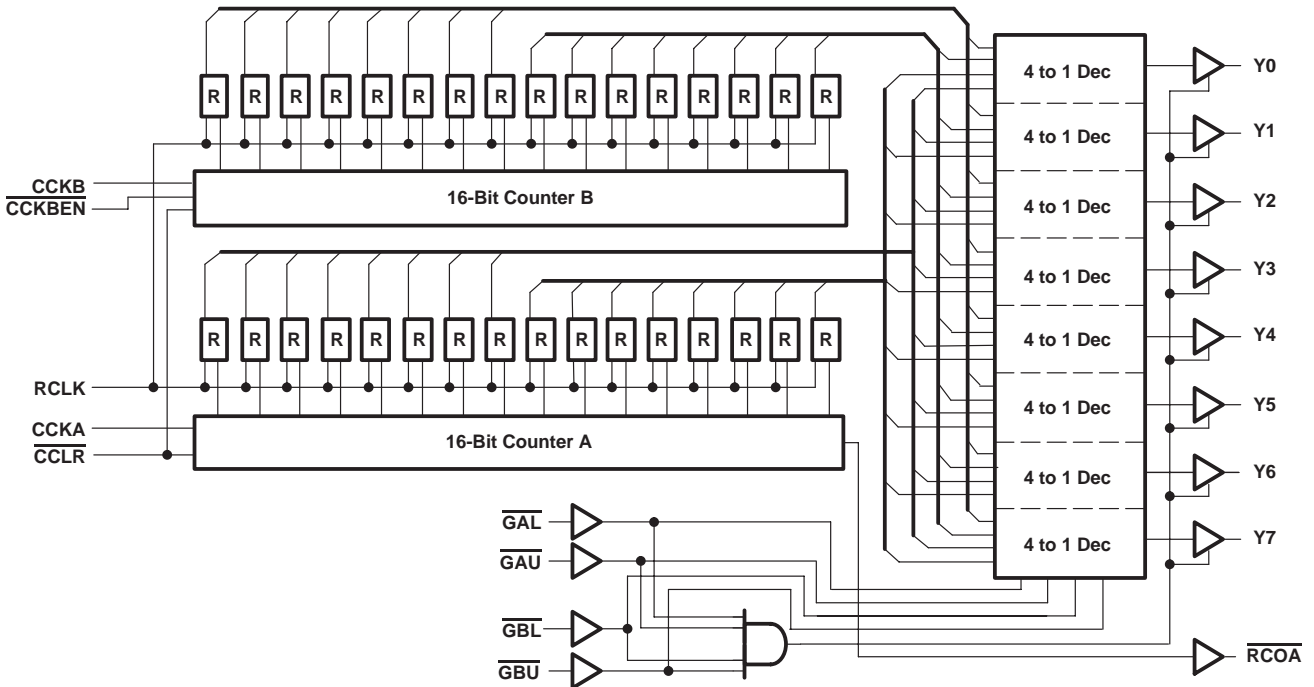 R R R R R R R R R R R R R R R R
CCKB
CCKBEN
16-Bit Counter B
R R R R R R R R R R R R R R R R
RCLK
CCKA
CCLR
16-Bit Counter A
GAL
GAU
GBL
GBU
4 to 1 Dec
4 to 1 Dec
4 to 1 Dec
4 to 1 Dec
4 to 1 Dec
4 to 1 Dec
4 to 1 Dec
4 to 1 Dec
Y0
Y1
Y2
Y3
Y4
Y5
Y6
Y7
RCOA